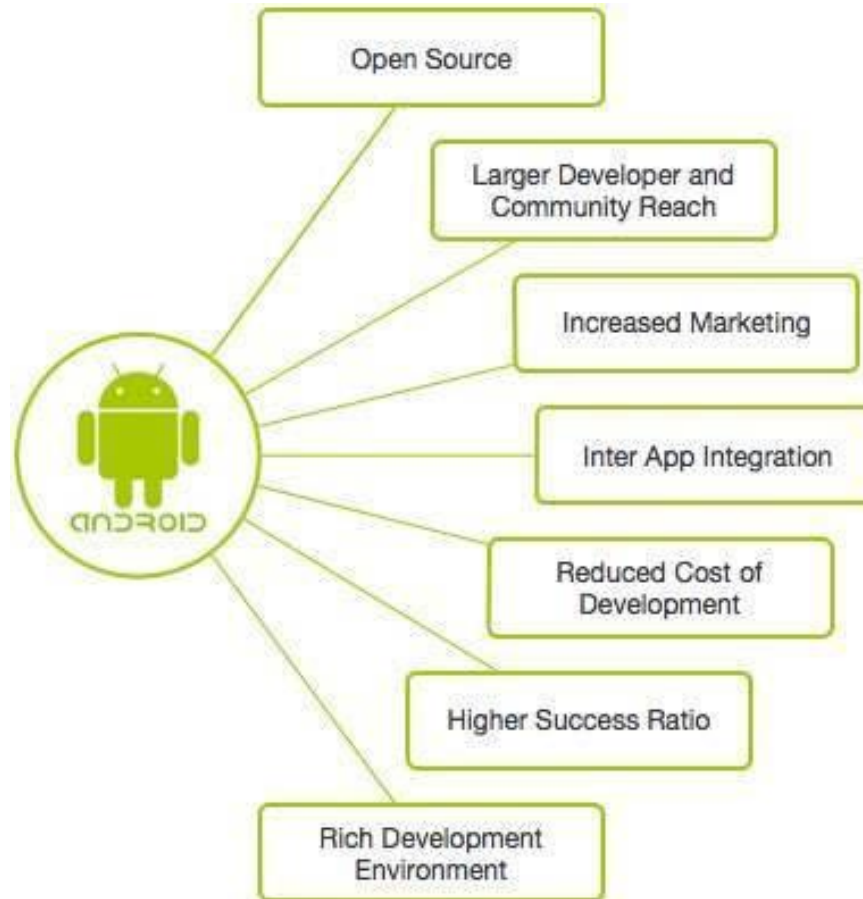 Open Source
Larger Developer and
Community Reach
Increased Marketing
Inter App Integration
ANDROID
Reduced Cost of
Development
Higher Success Ratio
Rich Development
Environment